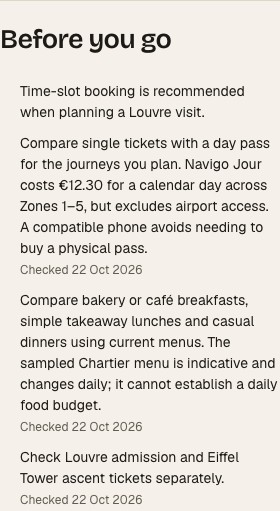 Before you go
Time-slot booking is recommended
when planning a Louvre visit.
Compare single tickets with a day pass
for the journeys you plan. Navigo Jour
costs €12.30 for a calendar day across
Zones 1–5, but excludes airport access.
A compatible phone avoids needing to
buy a physical pass.
Checked 22 Oct 2026
Compare bakery or café breakfasts,
simple takeaway lunches and casual
dinners using current menus. The
sampled Chartier menu is indicative and
changes daily; it cannot establish a daily
food budget.
Checked 22 Oct 2026
Check Louvre admission and Eiffel
Tower ascent tickets separately.
Checked 22 Oct 2026